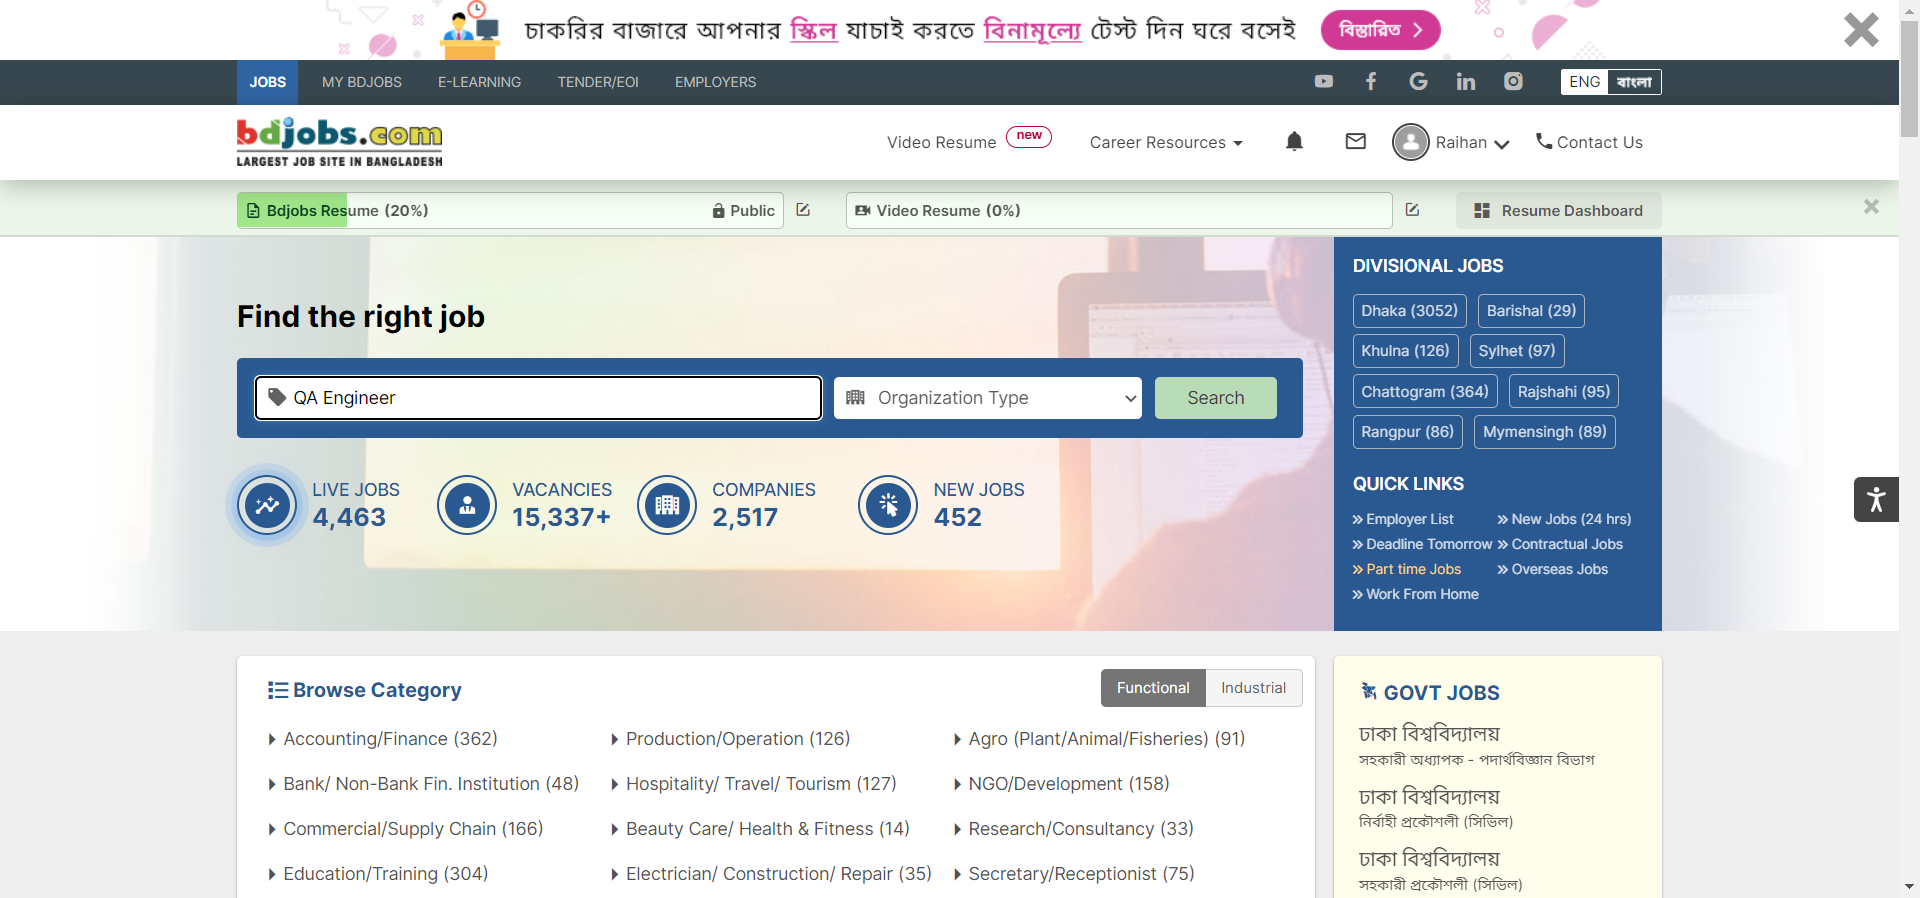 চাকরির বাজারে আপনার স্কিল যাচাই করতে বিনামূল্যে টেস্ট দিন ঘরে বসেই বিস্তারিত
JOBS MY BDJOBS E-LEARNING TENDER/EOI EMPLOYERS ENG বাংলা
bdjobs.com
LARGEST JOB SITE IN BANGLADESH
Video Resume new Career Resources Raihan Contact Us
Bdjobs Resume (20%) Public Video Resume (0%) Resume Dashboard
Find the right job
QA Engineer Organization Type Search
LIVE JOBS
4,463
VACANCIES
15,337+
COMPANIES
2,517
NEW JOBS
452
DIVISIONAL JOBS
Dhaka (3052) Barishal (29)
Khulna (126) Sylhet (97)
Chattogram (364) Rajshahi (95)
Rangpur (86) Mymensingh (89)
QUICK LINKS
Employer List New Jobs (24 hrs)
Deadline Tomorrow Contractual Jobs
Part time Jobs Overseas Jobs
Work From Home
Browse Category Functional Industrial
Accounting/Finance (362) Production/Operation (126) Agro (Plant/Animal/Fisheries) (91)
Bank/ Non-Bank Fin. Institution (48) Hospitality/ Travel/ Tourism (127) NGO/Development (158)
Commercial/Supply Chain (166) Beauty Care/ Health & Fitness (14) Research/Consultancy (33)
Education/Training (304) Electrician/ Construction/ Repair (35) Secretary/Receptionist (75)
GOVT JOBS
ঢাকা বিশ্ববিদ্যালয়
সহকারী অধ্যাপক - পদার্থবিজ্ঞান বিভাগ
ঢাকা বিশ্ববিদ্যালয়
নির্বাহী প্রকৌশলী (সিভিল)
ঢাকা বিশ্ববিদ্যালয়
সহকারী প্রকৌশলী (সিভিল)